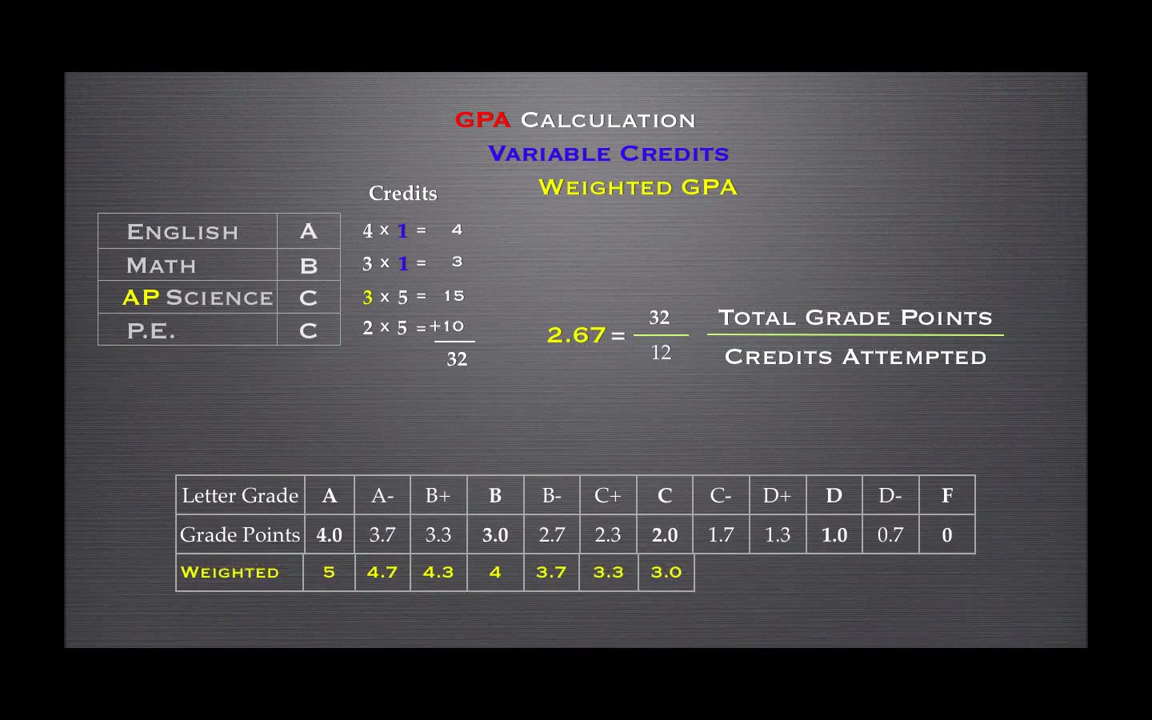 GPA CALCULATION
VARIABLE CREDITS
WEIGHTED GPA
Credits
ENGLISH A 4 x 1 = 4
MATH B 3 x 1 = 3
AP SCIENCE C 3 x 5 = 15
P.E. C 2 x 5 = +10
32
2.67 = 32 / 12 TOTAL GRADE POINTS / CREDITS ATTEMPTED
Letter Grade A A- B+ B B- C+ C C- D+ D D- F
Grade Points 4.0 3.7 3.3 3.0 2.7 2.3 2.0 1.7 1.3 1.0 0.7 0
WEIGHTED 5 4.7 4.3 4 3.7 3.3 3.0